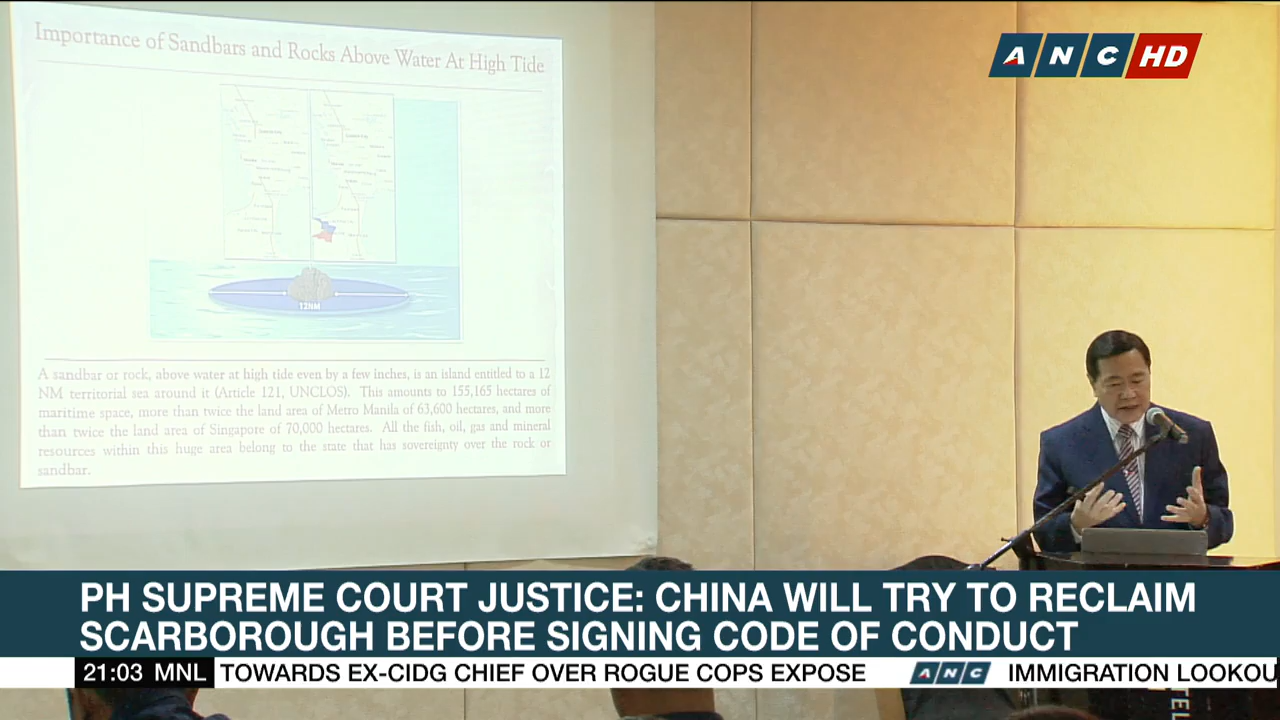 Importance of Sandbars and Rocks Above Water At High Tide
ANC HD
12NM
A sandbar or rock, above water at high tide even by a few inches, is an island entitled to a 12
NM territorial sea around it (Article 121, UNCLOS). This amounts to 155,165 hectares of
maritime space, more than twice the land area of Metro Manila of 63,600 hectares, and more
than twice the land area of Singapore of 70,000 hectares. All the fish, oil, gas and mineral
resources within this huge area belong to the state that has sovereignty over the rock or
sandbar.
PH SUPREME COURT JUSTICE: CHINA WILL TRY TO RECLAIM
SCARBOROUGH BEFORE SIGNING CODE OF CONDUCT
21:03 MNL TOWARDS EX-CIDG CHIEF OVER ROGUE COPS EXPOSE ANC IMMIGRATION LOOKOU
TEL